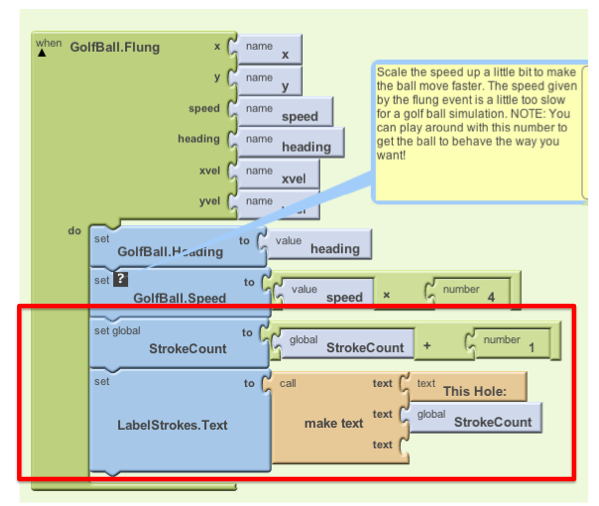 when GolfBall.Flung x name x
y name y
speed name speed
heading name heading
xvel name xvel
yvel name
Scale the speed up a little bit to make
the ball move faster. The speed given
by the flung event is a little too slow
for a golf ball simulation. NOTE: You
can play around with this number to
get the ball to behave the way you
want!
do
set GolfBall.Heading to value heading
set ? GolfBall.Speed to value speed × number 4
set global StrokeCount to global StrokeCount + number 1
set LabelStrokes.Text to call make text text text This Hole:
text global StrokeCount
text